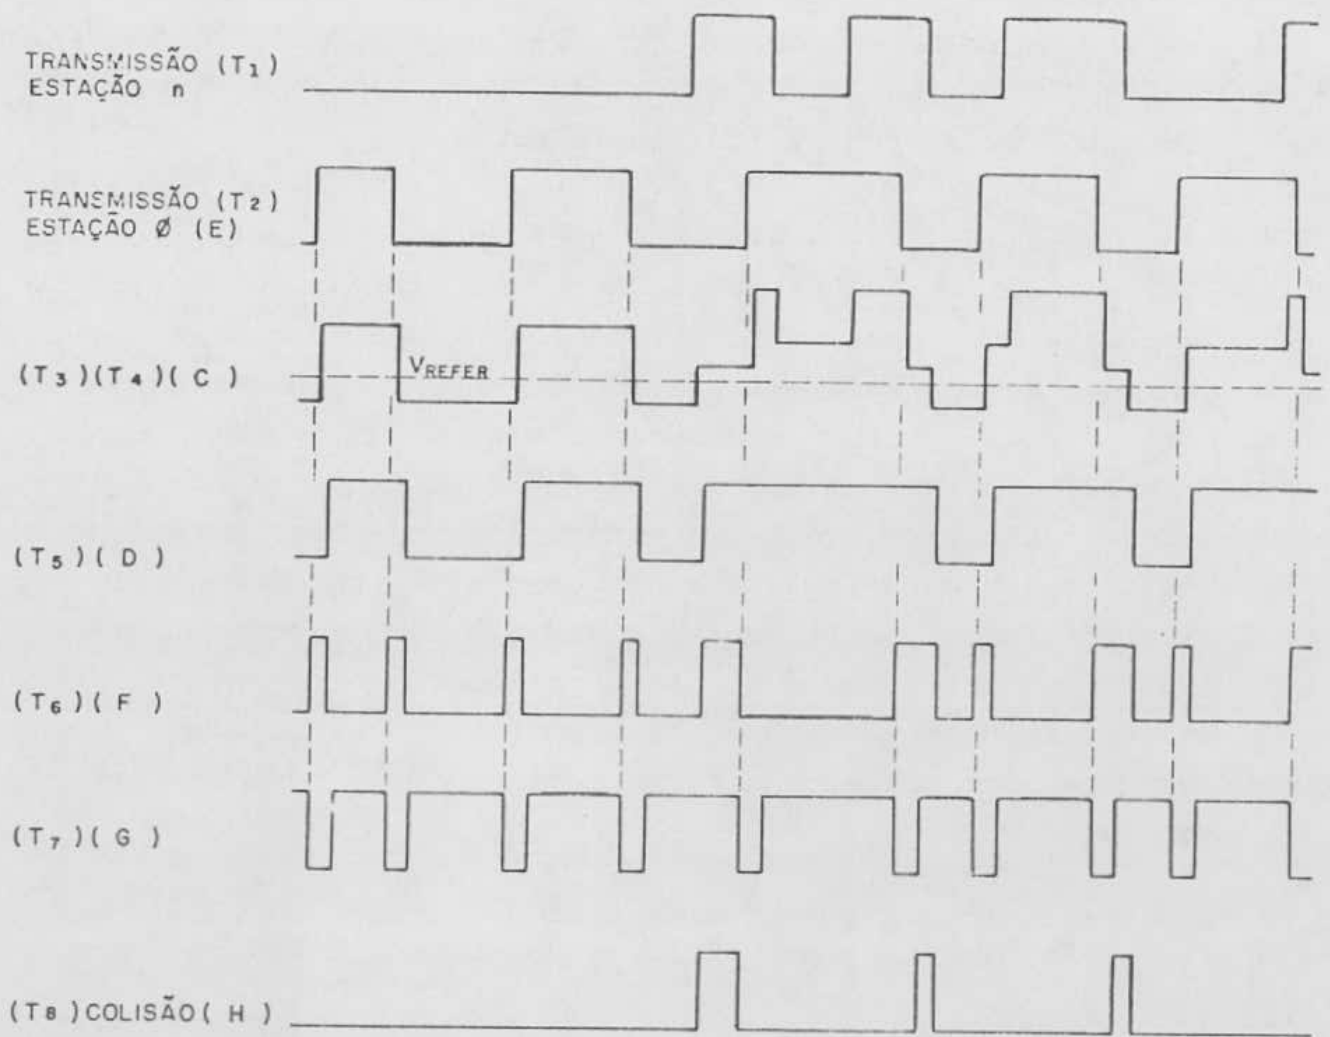 TRANSMISSÃO (T1)
ESTAÇÃO n
TRANSMISSÃO (T2)
ESTAÇÃO Ø (E)
(T3)(T4)(C)
VREFER
(T5)(D)
(T6)(F)
(T7)(G)
(T8)COLISÃO(H)